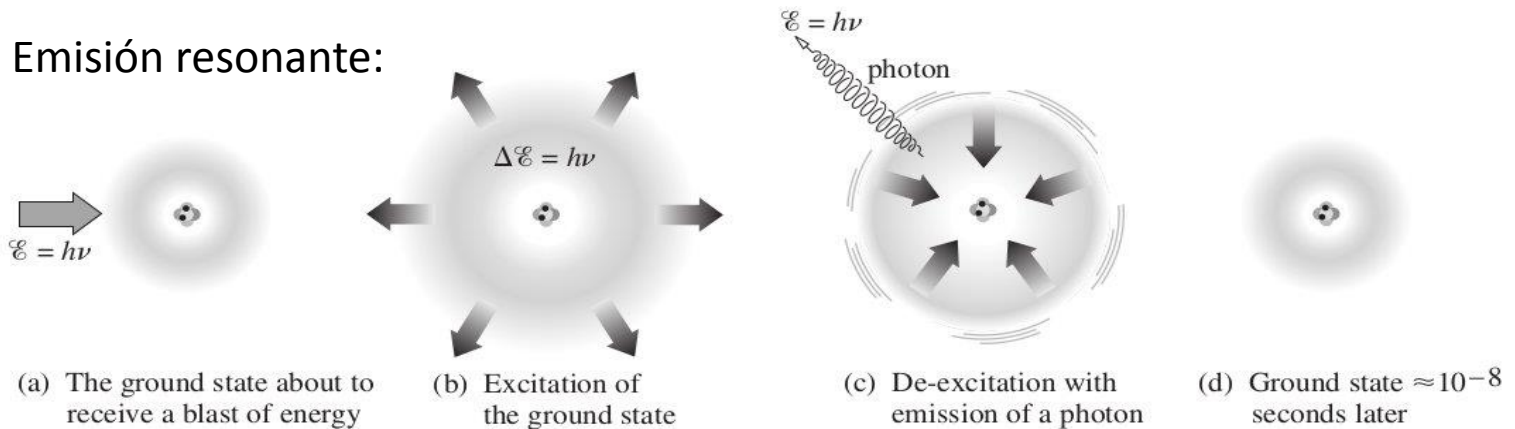 Emisión resonante:
ℰ = hν
Δℰ = hν
ℰ = hν
photon
(a) The ground state about to
receive a blast of energy
(b) Excitation of
the ground state
(c) De-excitation with
emission of a photon
(d) Ground state ≈10⁻⁸
seconds later